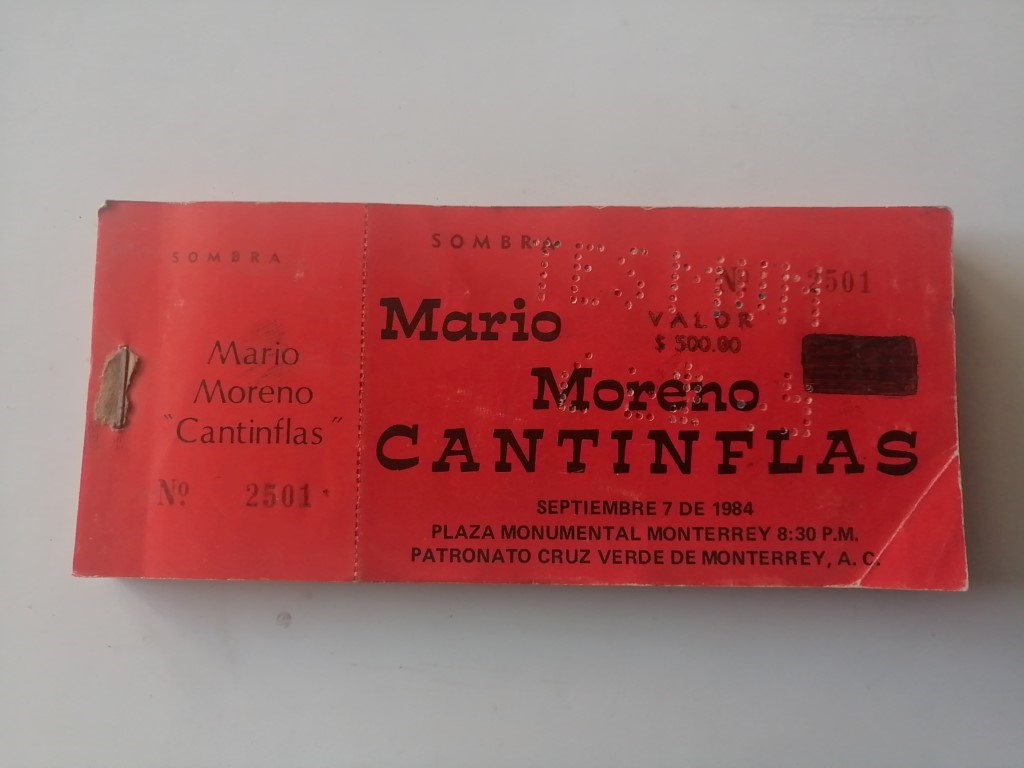 SOMBRA
Mario
Moreno
"Cantinflas"
Nº 2501
SOMBRA
Nº 2501
Mario
VALOR
$ 500.00
Moreno
CANTINFLAS
SEPTIEMBRE 7 DE 1984
PLAZA MONUMENTAL MONTERREY 8:30 P.M.
PATRONATO CRUZ VERDE DE MONTERREY, A. C.